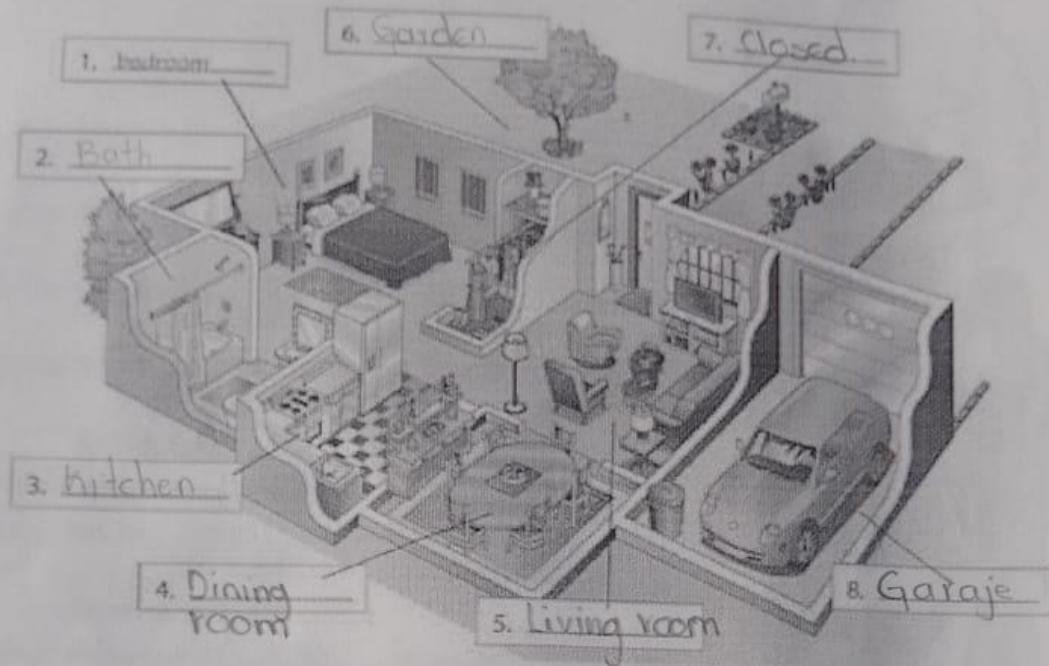 6. Garden
7. Closed.
1. bedroom
2. Bath
3. Kitchen
4. Dining
room
5. Living room
8. Garaje